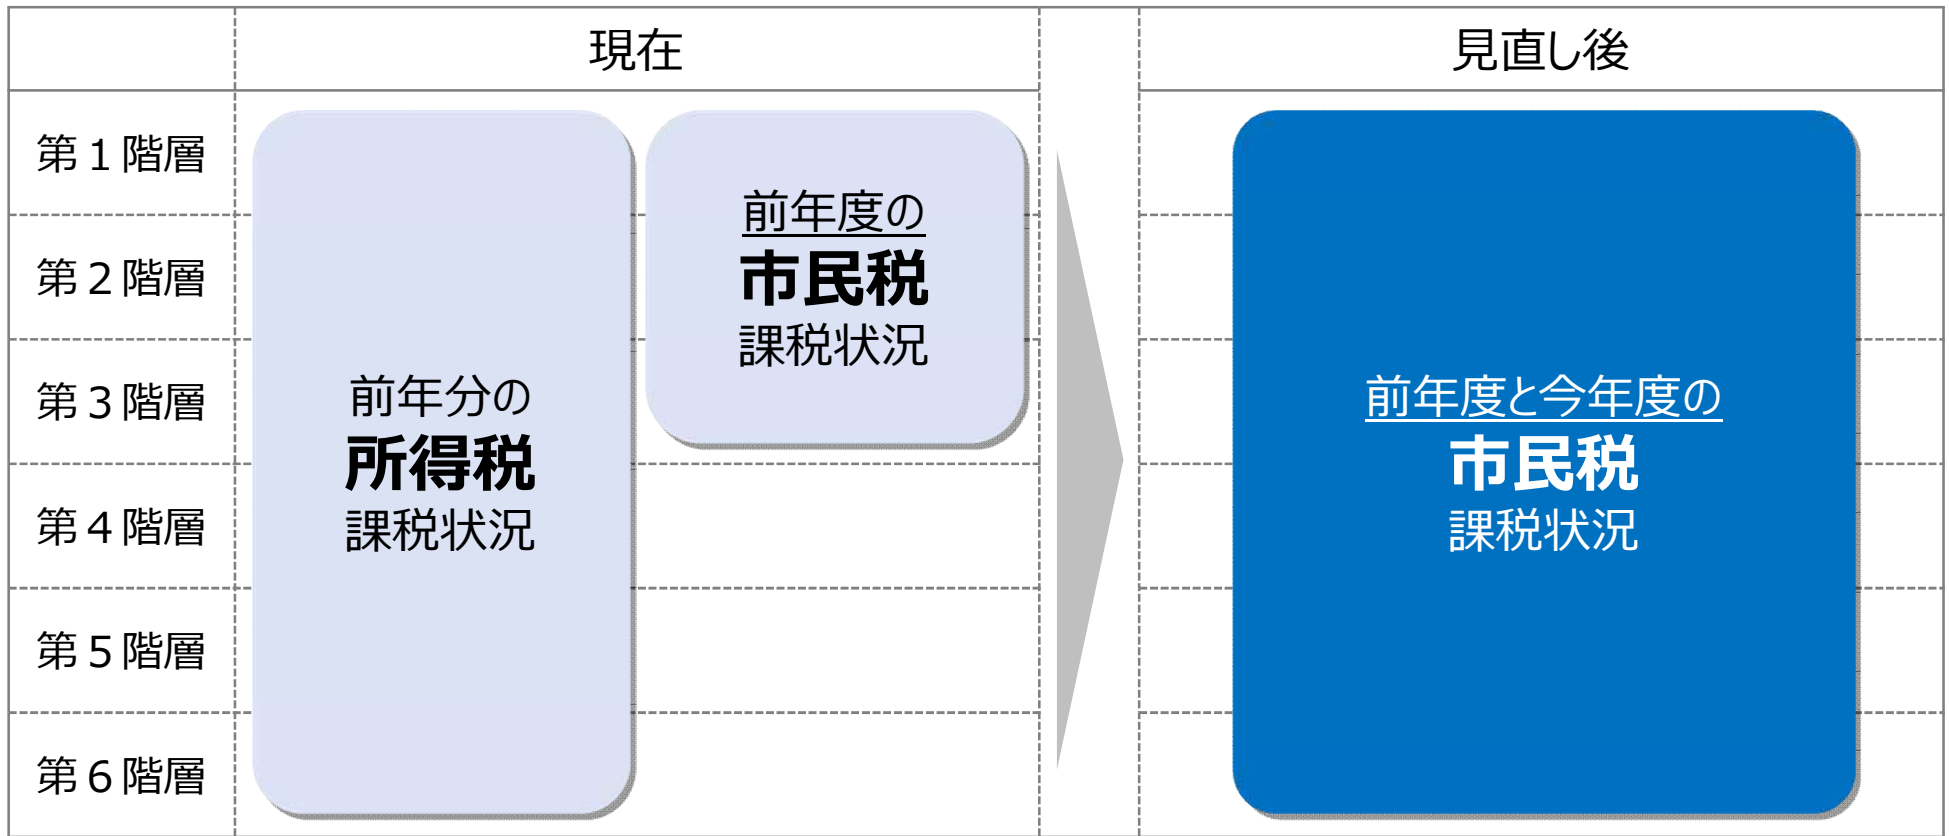 現在
見直し後
第１階層
第２階層
第３階層
第４階層
第５階層
第６階層
前年分の
所得税
課税状況
前年度の
市民税
課税状況
前年度と今年度の
市民税
課税状況